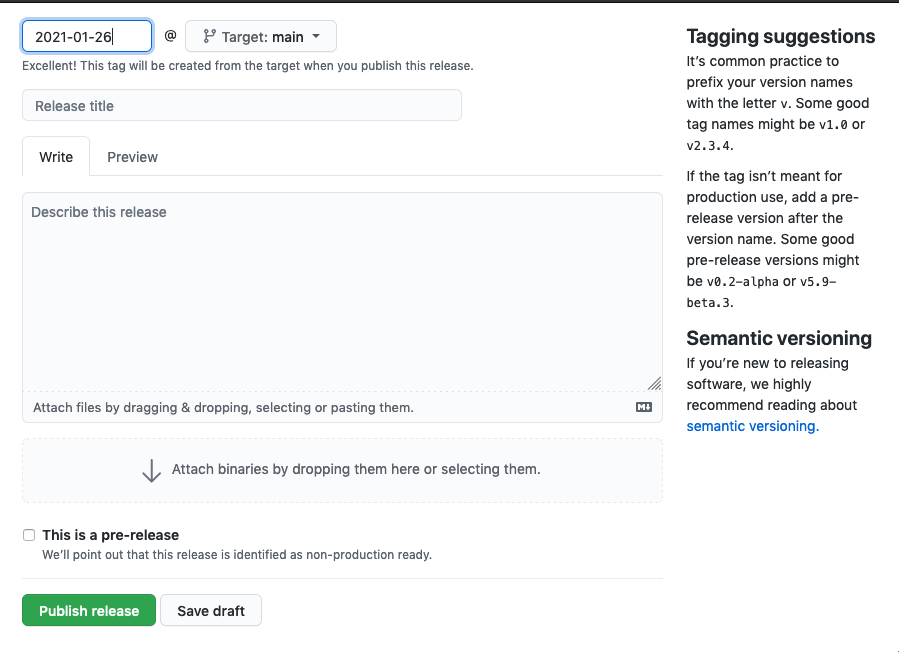 2021-01-26 @ Target: main
Excellent! This tag will be created from the target when you publish this release.
Release title
Write Preview
Describe this release
Attach files by dragging & dropping, selecting or pasting them.
Attach binaries by dropping them here or selecting them.
This is a pre-release
We’ll point out that this release is identified as non-production ready.
Publish release Save draft
Tagging suggestions
It’s common practice to
prefix your version names
with the letter v. Some good
tag names might be v1.0 or
v2.3.4.
If the tag isn’t meant for
production use, add a pre-
release version after the
version name. Some good
pre-release versions might
be v0.2-alpha or v5.9-
beta.3.
Semantic versioning
If you’re new to releasing
software, we highly
recommend reading about
semantic versioning.